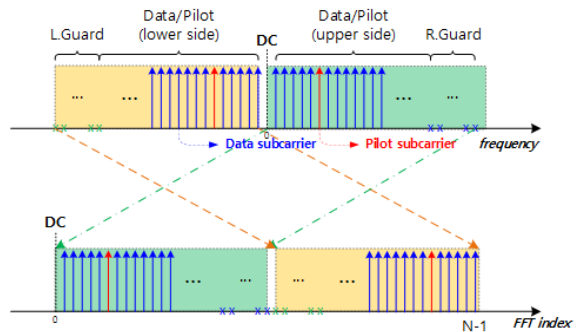 Data/Pilot
(lower side)
Data/Pilot
(upper side)
L.Guard
DC
R.Guard
...
...
...
...
x x
x x
0
x x
x x
frequency
Data subcarrier
Pilot subcarrier
DC
...
...
...
...
x x
x x
x x
x x
0
N-1
FFT index